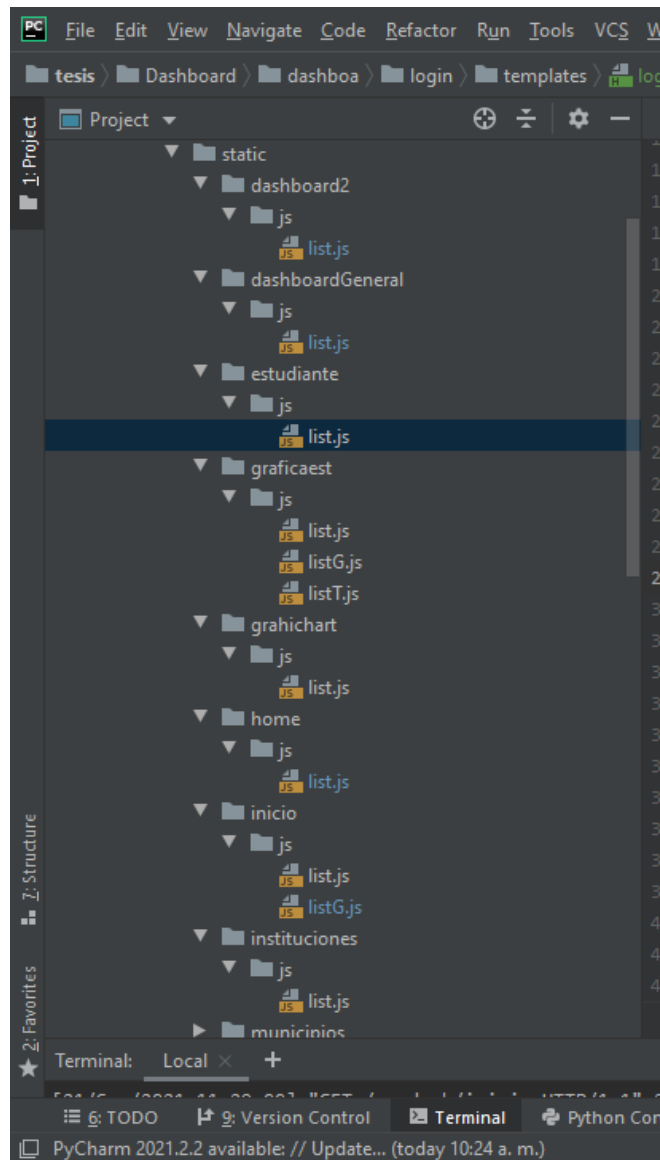 PC File Edit View Navigate Code Refactor Run Tools VCS
tesis Dashboard dashboa login templates
1: Project
Project
static
dashboard2
js
list.js
dashboardGeneral
js
list.js
estudiante
js
list.js
graficaest
js
list.js
listG.js
listT.js
grahichart
js
list.js
home
js
list.js
inicio
js
list.js
listG.js
instituciones
js
list.js
municipios
7: Structure
2: Favorites
Terminal: Local × +
6: TODO 9: Version Control Terminal Python Con
PyCharm 2021.2.2 available: // Update... (today 10:24 a. m.)